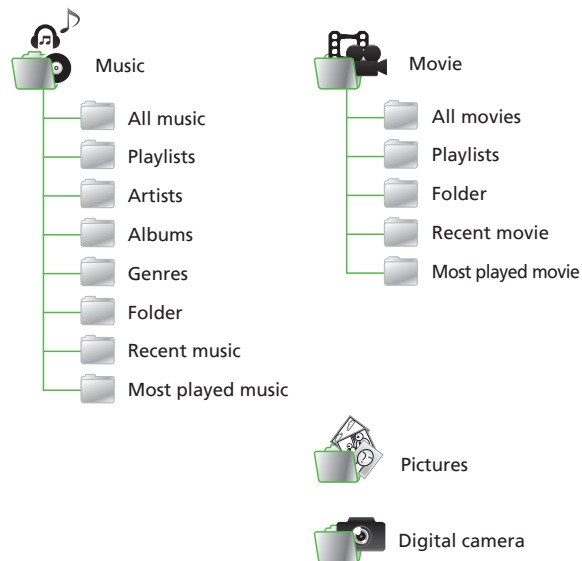 Music
All music
Playlists
Artists
Albums
Genres
Folder
Recent music
Most played music
Movie
All movies
Playlists
Folder
Recent movie
Most played movie
Pictures
Digital camera